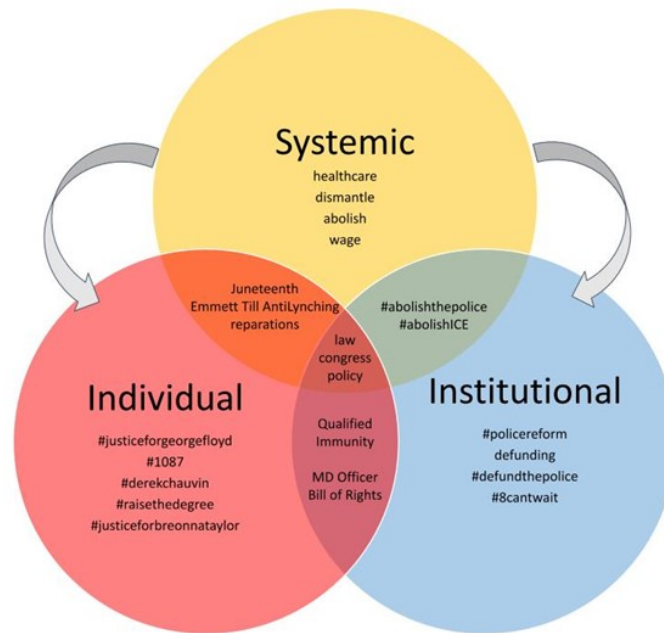 Systemic
healthcare
dismantle
abolish
wage
Juneteenth
Emmett Till AntiLynching
reparations
#abolishthepolice
#abolishICE
law
congress
policy
Individual
#justiceforgeorgefloyd
#1087
#derekchauvin
#raisethedegree
#justiceforbreonnataylor
Qualified
Immunity
MD Officer
Bill of Rights
Institutional
#policereform
defunding
#defundthepolice
#8cantwait